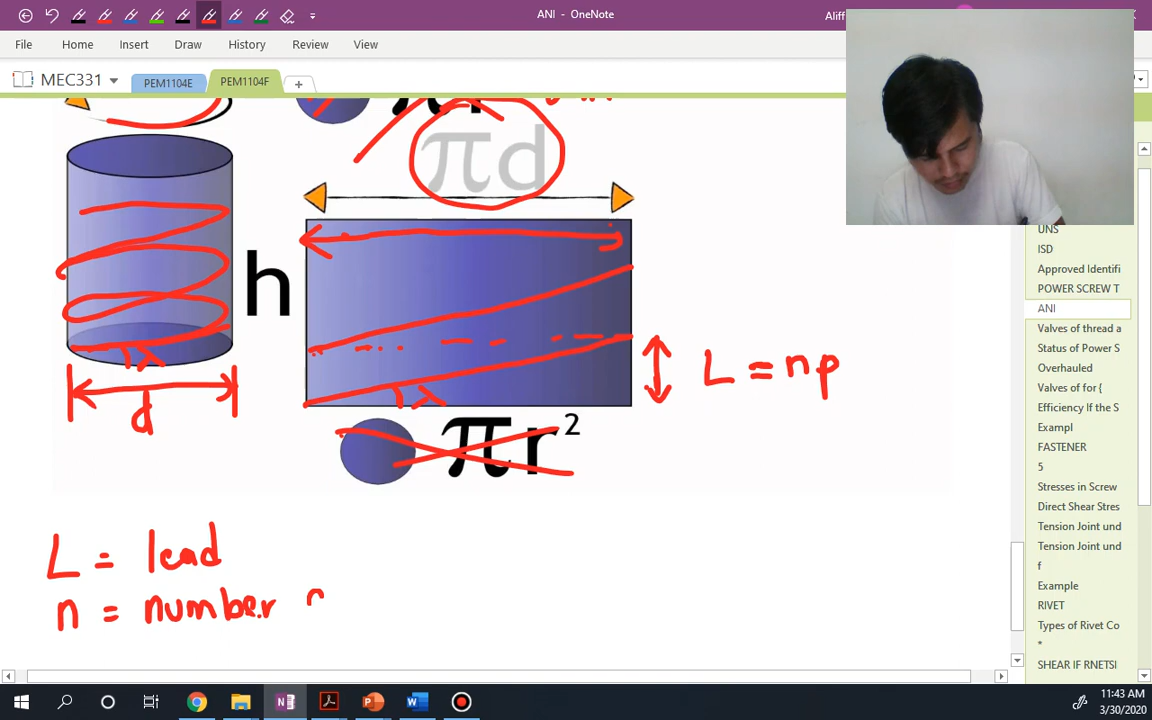 ANI - OneNote
Aliff
File Home Insert Draw History Review View
MEC331
PEM1104E
PEM1104F
πd
h
L = np
λ
λ
d
πr²
L = lead
n = number
UNS
ISD
Approved Identifi
POWER SCREW T
ANI
Valves of thread a
Status of Power S
Overhauled
Valves of for {
Efficiency If the S
Exampl
FASTENER
5
Stresses in Screw
Direct Shear Stres
Tension Joint und
Tension Joint und
f
Example
RIVET
Types of Rivet Co
*
SHEAR IF RNETSI
11:43 AM
3/30/2020